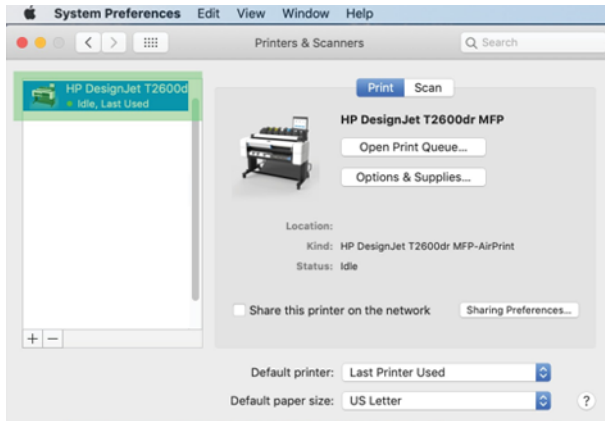 System Preferences Edit View Window Help
Printers & Scanners
Search
HP DesignJet T2600d
Idle, Last Used
Print Scan
HP DesignJet T2600dr MFP
Open Print Queue...
Options & Supplies...
Location:
Kind: HP DesignJet T2600dr MFP-AirPrint
Status: Idle
Share this printer on the network
Sharing Preferences...
+ −
Default printer: Last Printer Used
Default paper size: US Letter
?